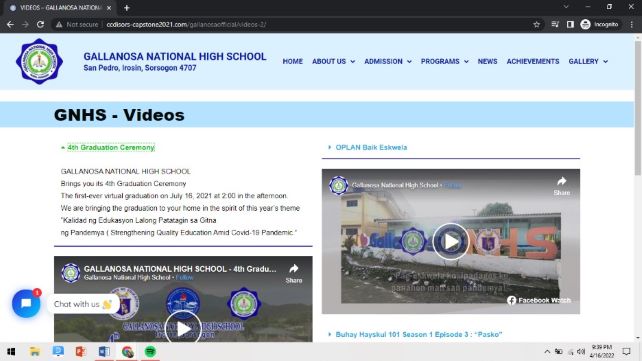 VIDEOS – GALLANOSA NATIONAL
Not secure | ccdisors-capstone2021.com/gallanosaofficial/videos-2/
Incognito
GALLANOSA NATIONAL HIGH SCHOOL
San Pedro, Irosin, Sorsogon 4707
HOME ABOUT US ADMISSION PROGRAMS NEWS ACHIEVEMENTS GALLERY
GNHS - Videos
4th Graduation Ceremony
GALLANOSA NATIONAL HIGH SCHOOL
Brings you its 4th Graduation Ceremony
The first-ever virtual graduation on July 16, 2021 at 2:00 in the afternoon.
We are bringing the graduation to your home in the spirit of this year's theme
"Kalidad ng Edukasyon Lalong Patatagin sa Gitna
ng Pandemya ( Strengthening Quality Education Amid Covid-19 Pandemic."
GALLANOSA NATIONAL HIGH SCHOOL - 4th Gradu...
Gallanosa National High School · Follow
Share
OPLAN Baik Eskwela
Gallanosa National High School · Follow
Share
Facebook Watch
Buhay Hayskul 101 Season 1 Episode 3 : "Pasko"
1
Chat with us 👋
9:39 PM
4/16/2022